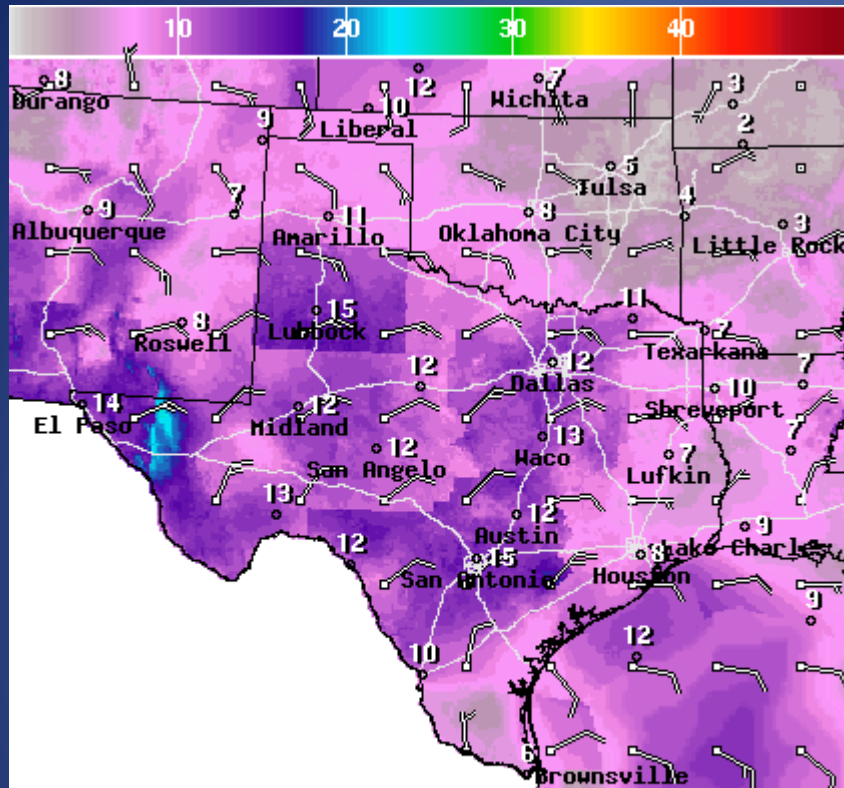 10 20 30 40
8 12 7 3
Durango Wichita
10
Liberal
9 2
5
Tulsa
9 7 11 8 4 3
Albuquerque Amarillo Oklahoma City Little Rock
15 11
8 Lubbock 7
Roswell Texarkana
12 12 7
Dallas
14 12 10
El Paso Midland Shreveport
12 13 7 7
San Angelo Waco Lufkin
13 12 9
Austin
12 15 8 Lake Charles
San Antonio Houston
9
12
10
6
Brownsville